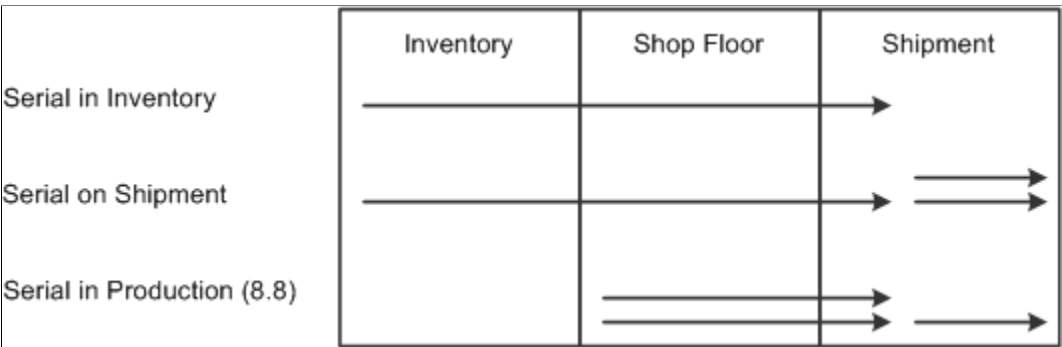 Inventory Shop Floor Shipment
Serial in Inventory
Serial on Shipment
Serial in Production (8.8)